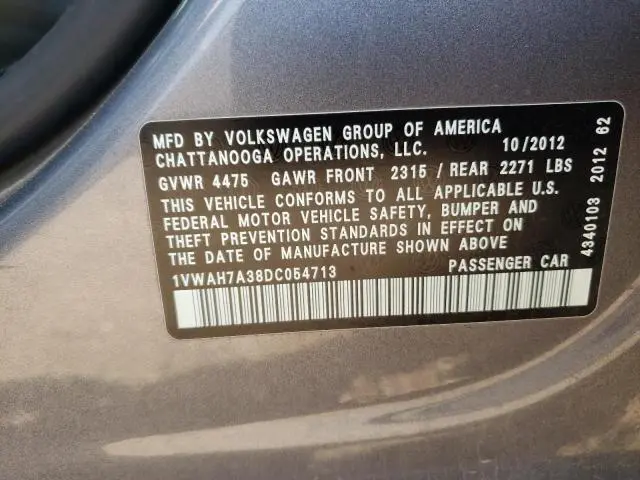 MFD BY VOLKSWAGEN GROUP OF AMERICA
CHATTANOOGA OPERATIONS, LLC. 10/2012
GVWR 4475 GAWR FRONT 2315 / REAR 2271 LBS
THIS VEHICLE CONFORMS TO ALL APPLICABLE U.S.
FEDERAL MOTOR VEHICLE SAFETY, BUMPER AND
THEFT PREVENTION STANDARDS IN EFFECT ON
THE DATE OF MANUFACTURE SHOWN ABOVE
1VWAH7A38DC054713 PASSENGER CAR
4340103 2012 62